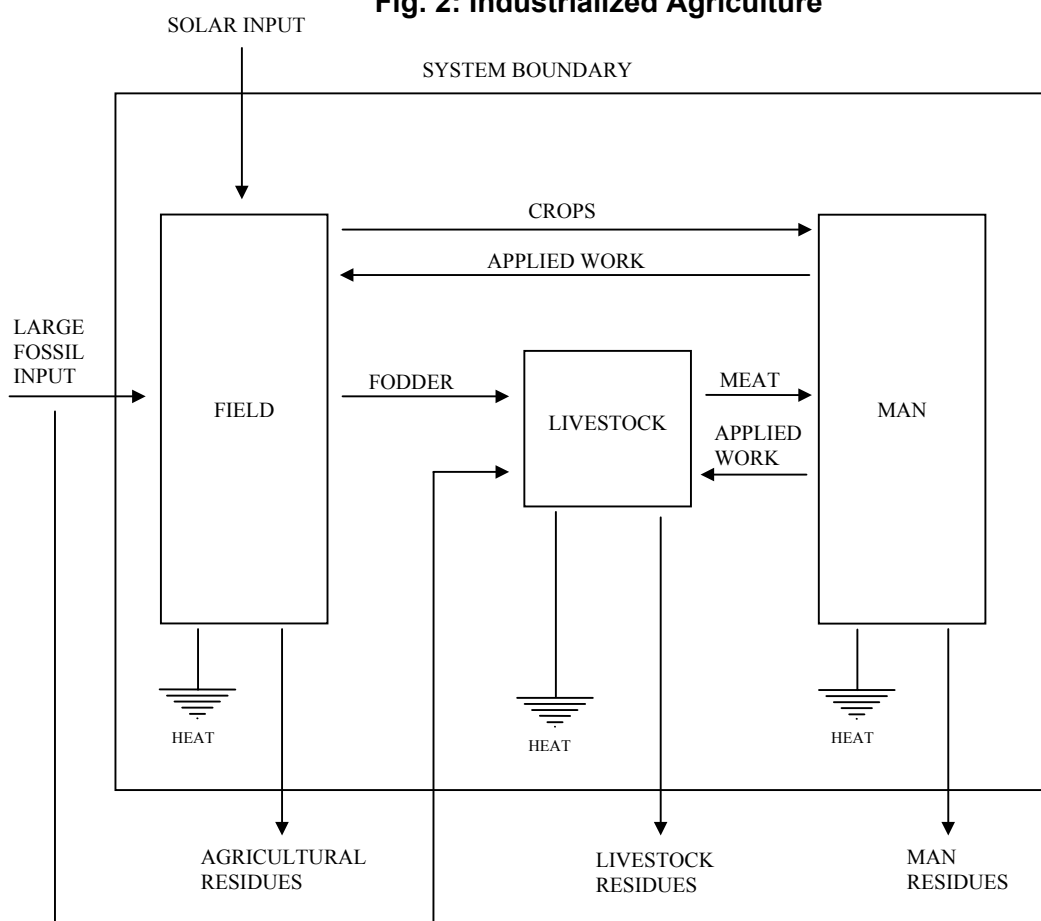 Fig. 2: Industrialized Agriculture
SOLAR INPUT
SYSTEM BOUNDARY
CROPS
APPLIED WORK
LARGE
FOSSIL
INPUT
FIELD
FODDER
LIVESTOCK
MEAT
APPLIED
WORK
MAN
HEAT
HEAT
HEAT
AGRICULTURAL
RESIDUES
LIVESTOCK
RESIDUES
MAN
RESIDUES